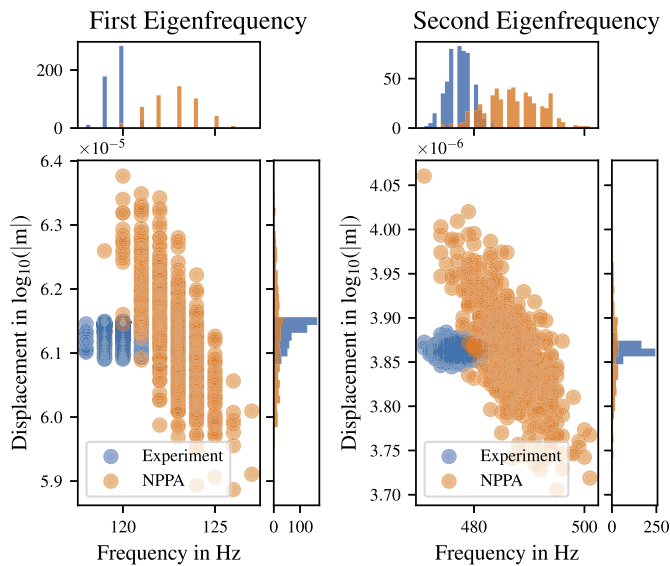 First Eigenfrequency
Second Eigenfrequency
200
0
50
0
×10⁻⁵
×10⁻⁶
6.4
6.3
6.2
6.1
6.0
5.9
Displacement in log₁₀(|m|)
Experiment
NPPA
120
125
Frequency in Hz
0
100
4.05
4.00
3.95
3.90
3.85
3.80
3.75
3.70
Displacement in log₁₀(|m|)
Experiment
NPPA
480
500
Frequency in Hz
0
250